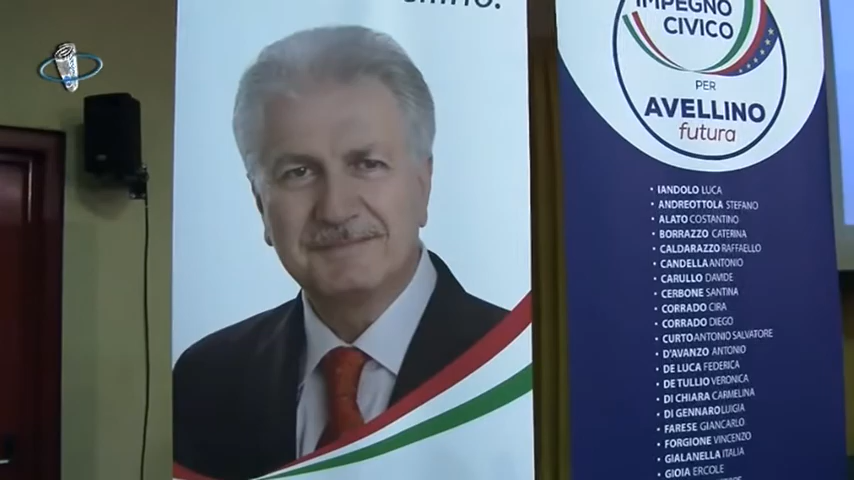 IMPEGNO
CIVICO
PER
AVELLINO
futura
• IANDOLO LUCA
• ANDREOTTOLA STEFANO
• ALATO COSTANTINO
• BORRAZZO CATERINA
• CALDARAZZO RAFFAELLO
• CANDELLA ANTONIO
• CARULLO DAVIDE
• CERBONE SANTINA
• CORRADO CIRA
• CORRADO DIEGO
• CURTO ANTONIO SALVATORE
• D'AVANZO ANTONIO
• DE LUCA FEDERICA
• DE TULLIO VERONICA
• DI CHIARA CARMELINA
• DI GENNARO LUIGIA
• FARESE GIANCARLO
• FORGIONE VINCENZO
• GIALANELLA ITALIA
• GIOIA ERCOLE